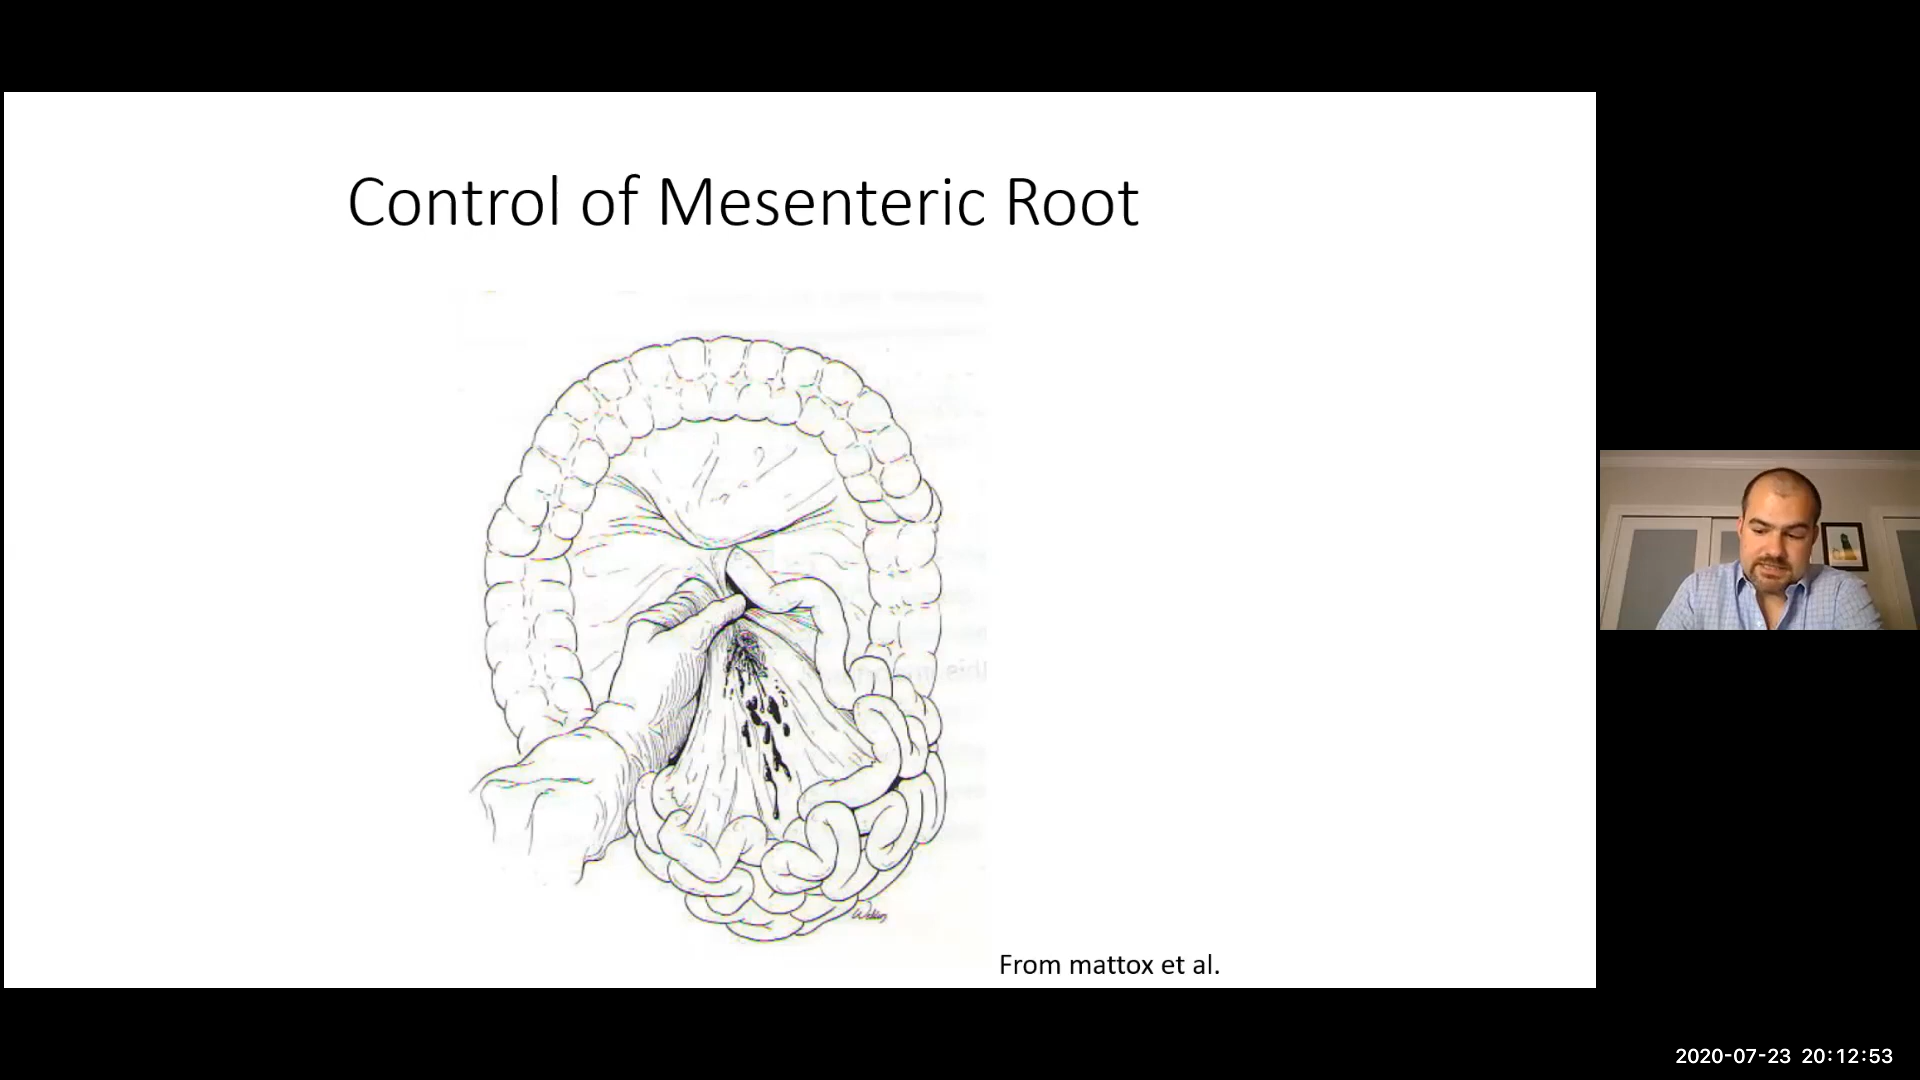 Control of Mesenteric Root
From mattox et al.
2020-07-23 20:12:53